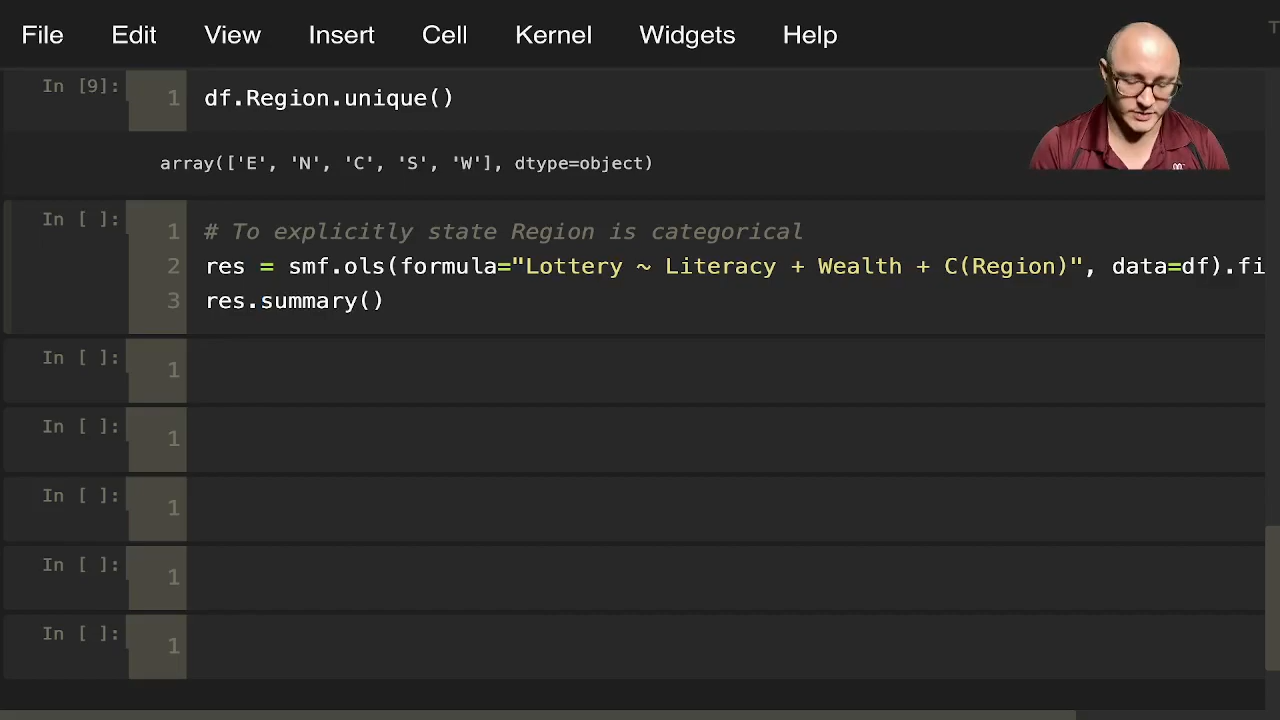 File Edit View Insert Cell Kernel Widgets Help
In [9]: 1 df.Region.unique()
array(['E', 'N', 'C', 'S', 'W'], dtype=object)
In [ ]: 1 # To explicitly state Region is categorical
2 res = smf.ols(formula="Lottery ~ Literacy + Wealth + C(Region)", data=df).fi
3 res.summary()
In [ ]: 1
In [ ]: 1
In [ ]: 1
In [ ]: 1
In [ ]: 1